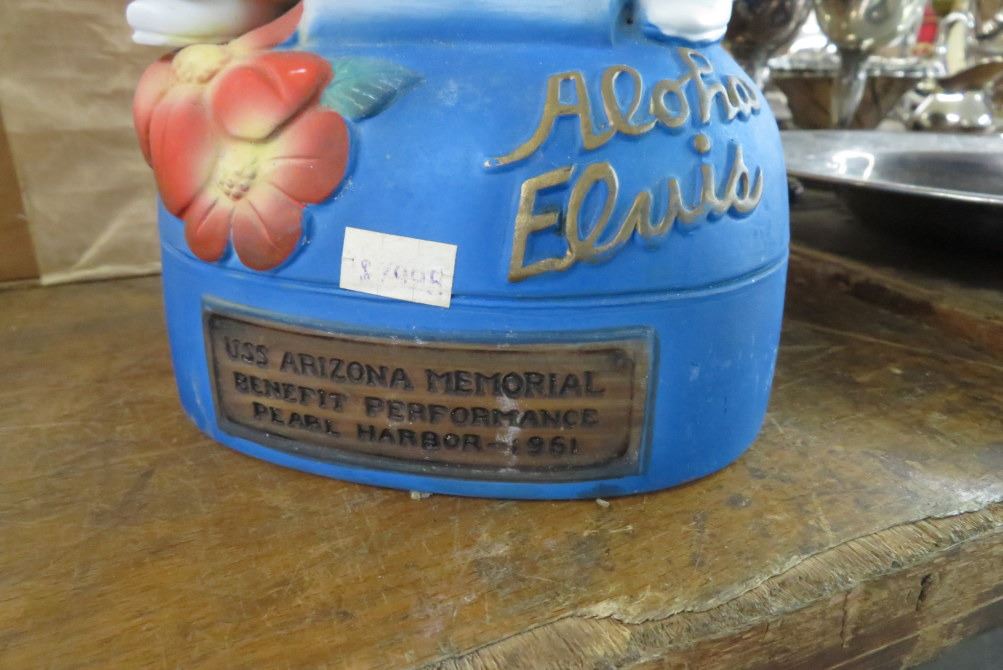 Aloha
Elvis
USS ARIZONA MEMORIAL
BENEFIT PERFORMANCE
PEARL HARBOR-1961